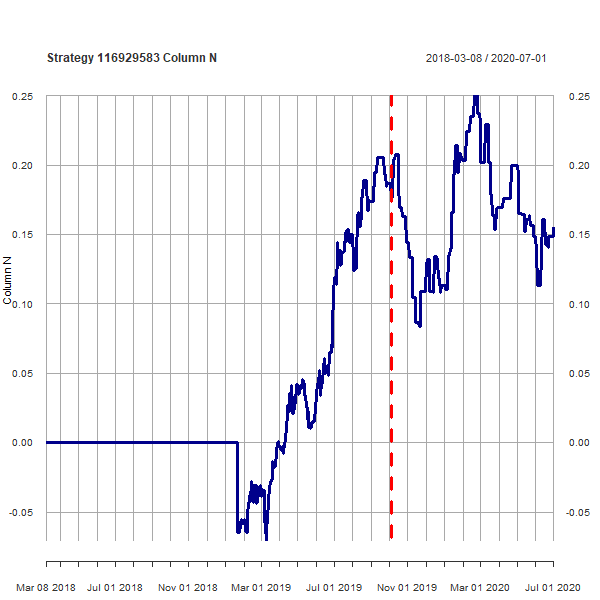 Strategy 116929583 Column N
2018-03-08 / 2020-07-01
0.25
0.25
0.20
0.20
0.15
0.15
Column N
0.10
0.10
0.05
0.05
0.00
0.00
-0.05
-0.05
Mar 08 2018
Jul 01 2018
Nov 01 2018
Mar 01 2019
Jul 01 2019
Nov 01 2019
Mar 01 2020
Jul 01 2020